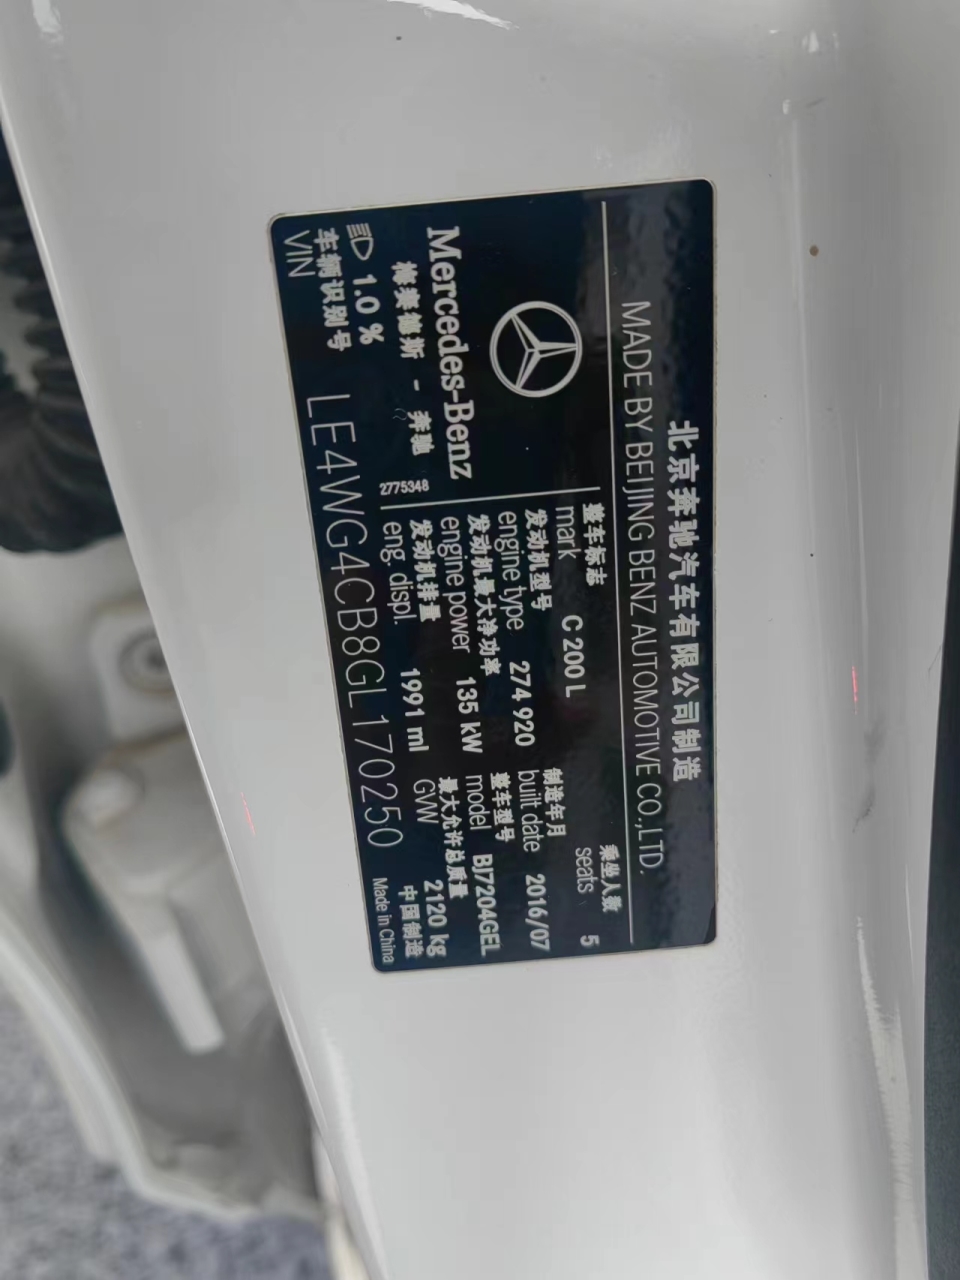 北京奔驰汽车有限公司制造
MADE BY BEIJING BENZ AUTOMOTIVE CO.,LTD.
乘坐人数
seats 5
整车标志
mark C 200 L
制造年月
built date 2016/07
发动机型号
engine type 274 920
整车型号
model BJ7204GEL
发动机最大净功率
engine power 135 kW
最大允许总质量
GVW 2120 kg
发动机排量
eng. displ. 1991 ml
中国制造
Made in China
Mercedes-Benz
梅赛德斯 - 奔驰
2775348
1.0 %
车辆识别号
VIN LE4WG4CB8GL170250